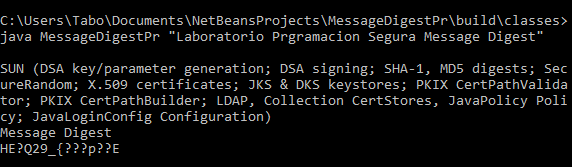 C:\Users\Tabo\Documents\NetBeansProjects\MessageDigestPr\build\classes>
java MessageDigestPr "Laboratorio Prgramacion Segura Message Digest"
SUN (DSA key/parameter generation; DSA signing; SHA-1, MD5 digests; Sec
ureRandom; X.509 certificates; JKS & DKS keystores; PKIX CertPathValida
tor; PKIX CertPathBuilder; LDAP, Collection CertStores, JavaPolicy Poli
cy; JavaLoginConfig Configuration)
Message Digest
HE?Q29_{???p??E